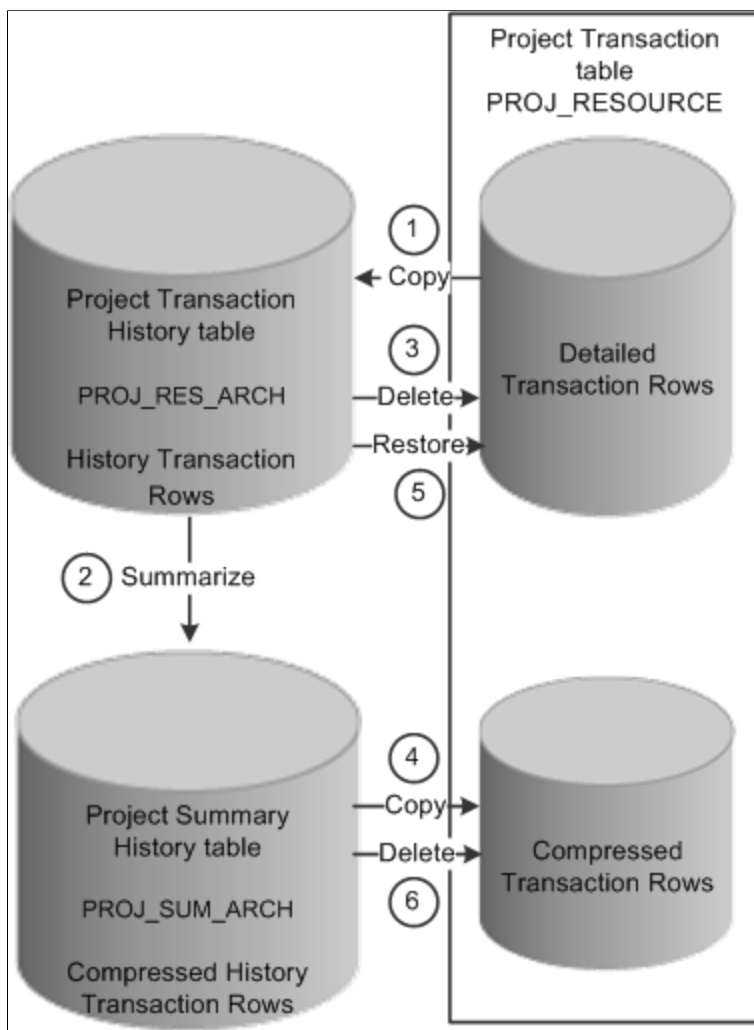 Project Transaction
table
PROJ_RESOURCE
1
Copy
Project Transaction
History table
PROJ_RES_ARCH
History Transaction
Rows
3
Delete
Restore
5
Detailed
Transaction Rows
2
Summarize
4
Copy
Project Summary
History table
PROJ_SUM_ARCH
Compressed History
Transaction Rows
Delete
6
Compressed
Transaction Rows